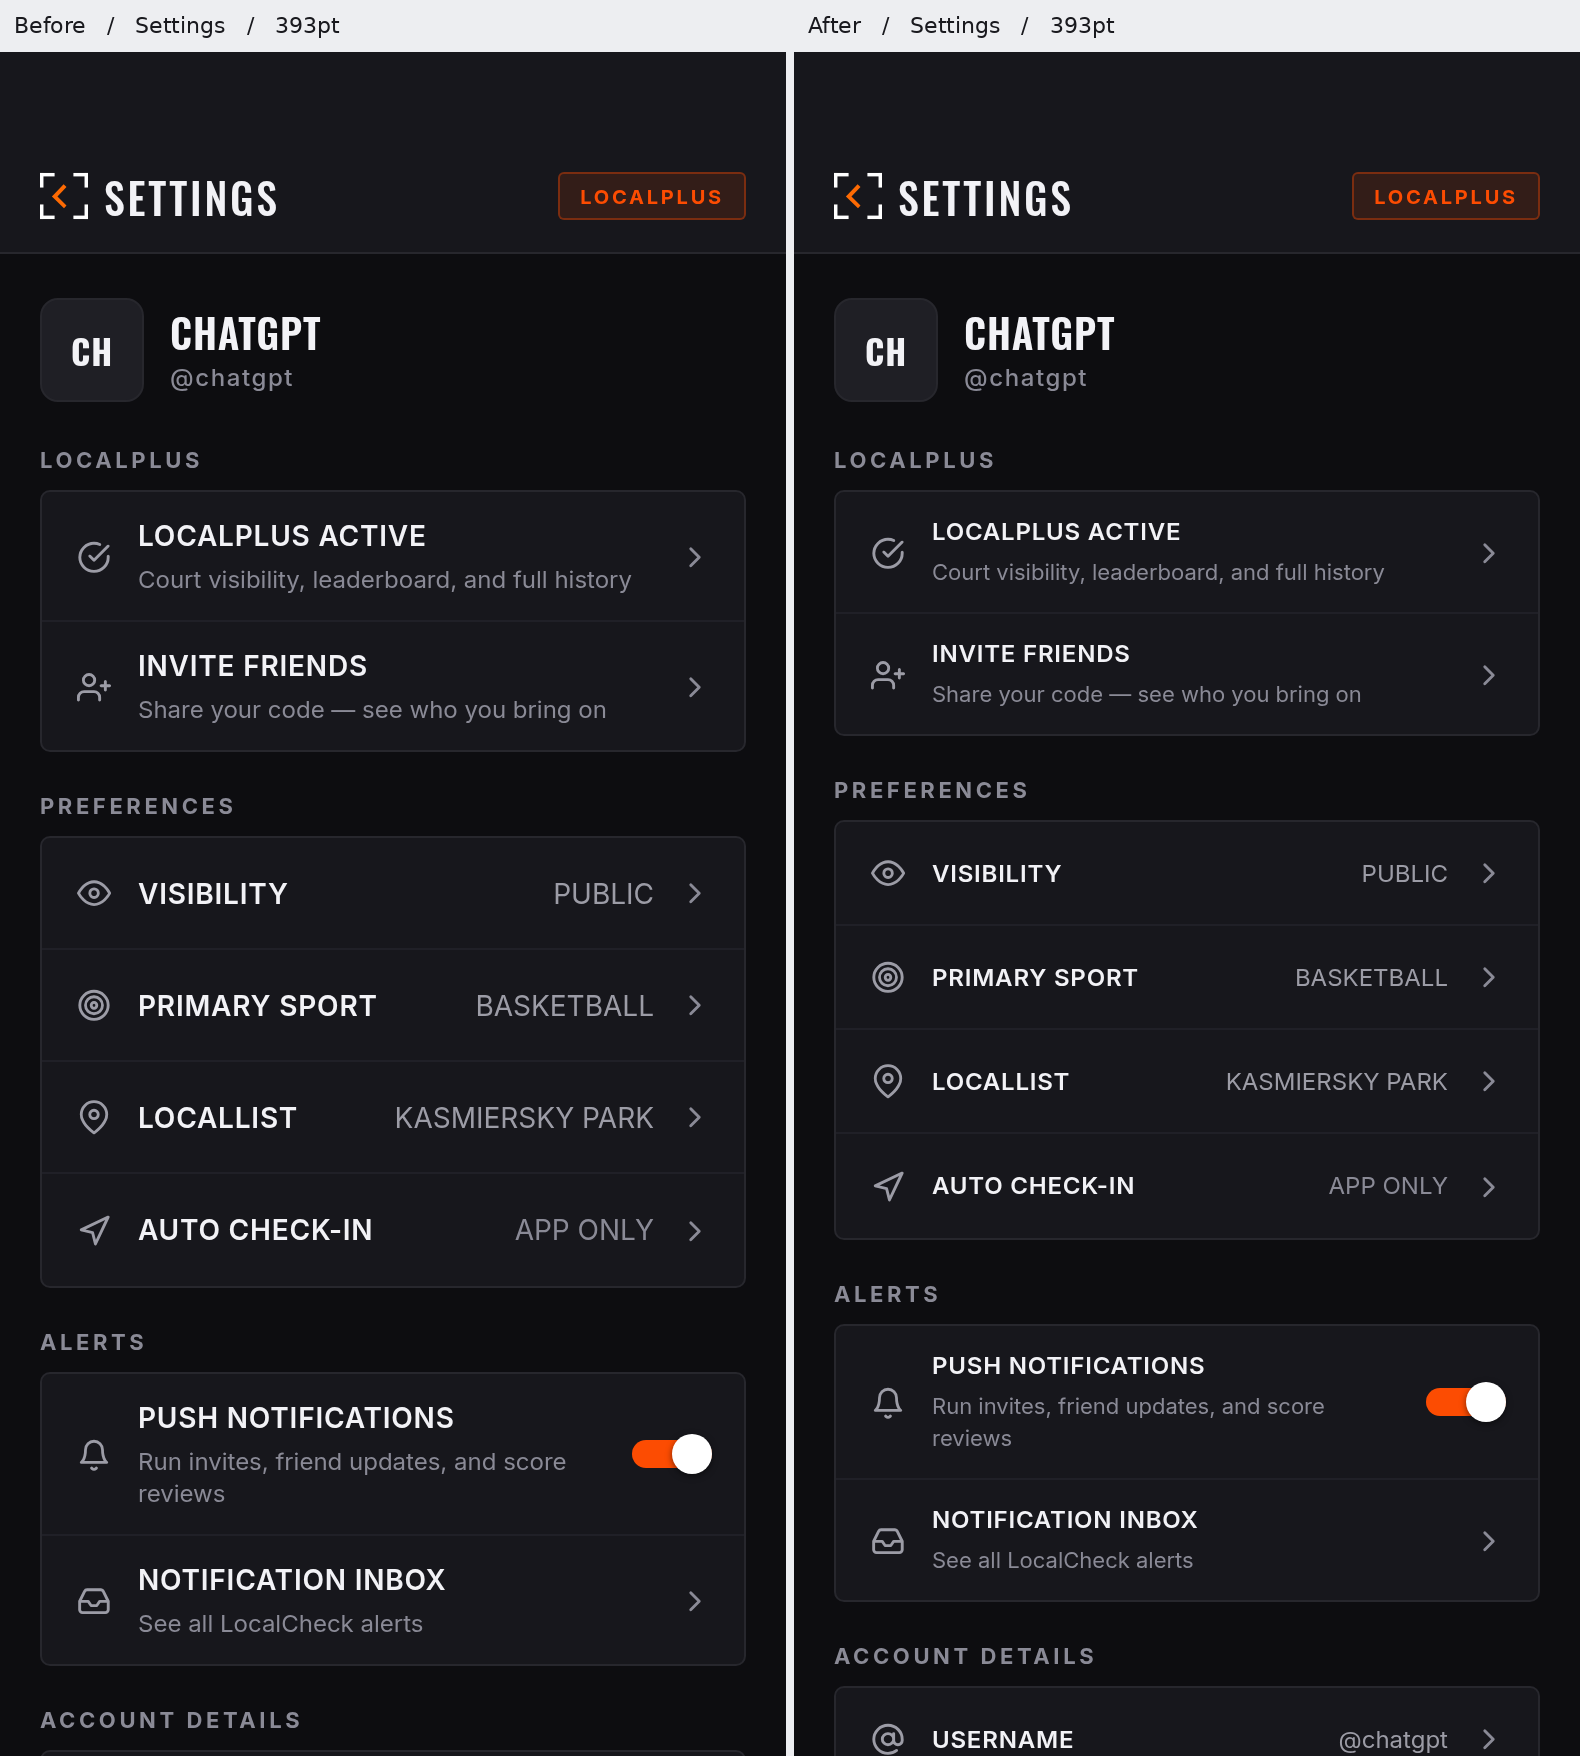 Before / Settings / 393pt
SETTINGS
LOCALPLUS
CH
CHATGPT
@chatgpt
LOCALPLUS
LOCALPLUS ACTIVE
Court visibility, leaderboard, and full history
INVITE FRIENDS
Share your code — see who you bring on
PREFERENCES
VISIBILITY PUBLIC
PRIMARY SPORT BASKETBALL
LOCALLIST KASMIERSKY PARK
AUTO CHECK-IN APP ONLY
ALERTS
PUSH NOTIFICATIONS
Run invites, friend updates, and score
reviews
NOTIFICATION INBOX
See all LocalCheck alerts
ACCOUNT DETAILS
After / Settings / 393pt
SETTINGS
LOCALPLUS
CH
CHATGPT
@chatgpt
LOCALPLUS
LOCALPLUS ACTIVE
Court visibility, leaderboard, and full history
INVITE FRIENDS
Share your code — see who you bring on
PREFERENCES
VISIBILITY PUBLIC
PRIMARY SPORT BASKETBALL
LOCALLIST KASMIERSKY PARK
AUTO CHECK-IN APP ONLY
ALERTS
PUSH NOTIFICATIONS
Run invites, friend updates, and score
reviews
NOTIFICATION INBOX
See all LocalCheck alerts
ACCOUNT DETAILS
USERNAME @chatgpt